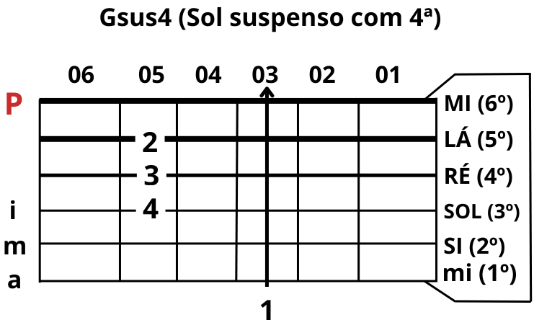 Gsus4 (Sol suspenso com 4ª)
06 05 04 03 02 01
P MI (6º)
2 LÁ (5º)
3 RÉ (4º)
i 4 SOL (3º)
m SI (2º)
a mi (1º)
1